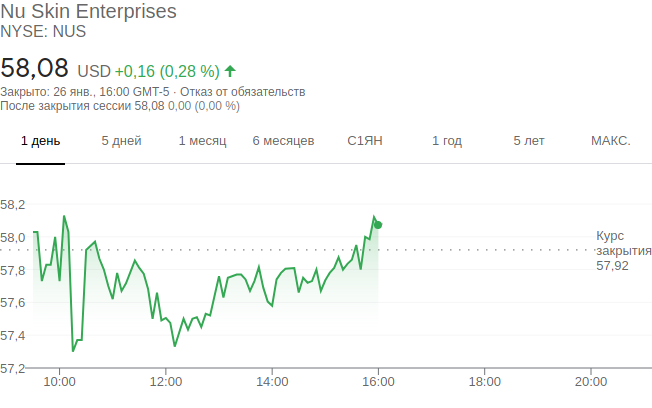 Nu Skin Enterprises
NYSE: NUS
58,08 USD +0,16 (0,28 %)
Закрыто: 26 янв., 16:00 GMT-5 · Отказ от обязательств
После закрытия сессии 58,08 0,00 (0,00 %)
1 день 5 дней 1 месяц 6 месяцев С1ЯН 1 год 5 лет МАКС.
58,2
58,0
57,8
57,6
57,4
57,2
Курс
закрытия
57,92
10:00 12:00 14:00 16:00 18:00 20:00